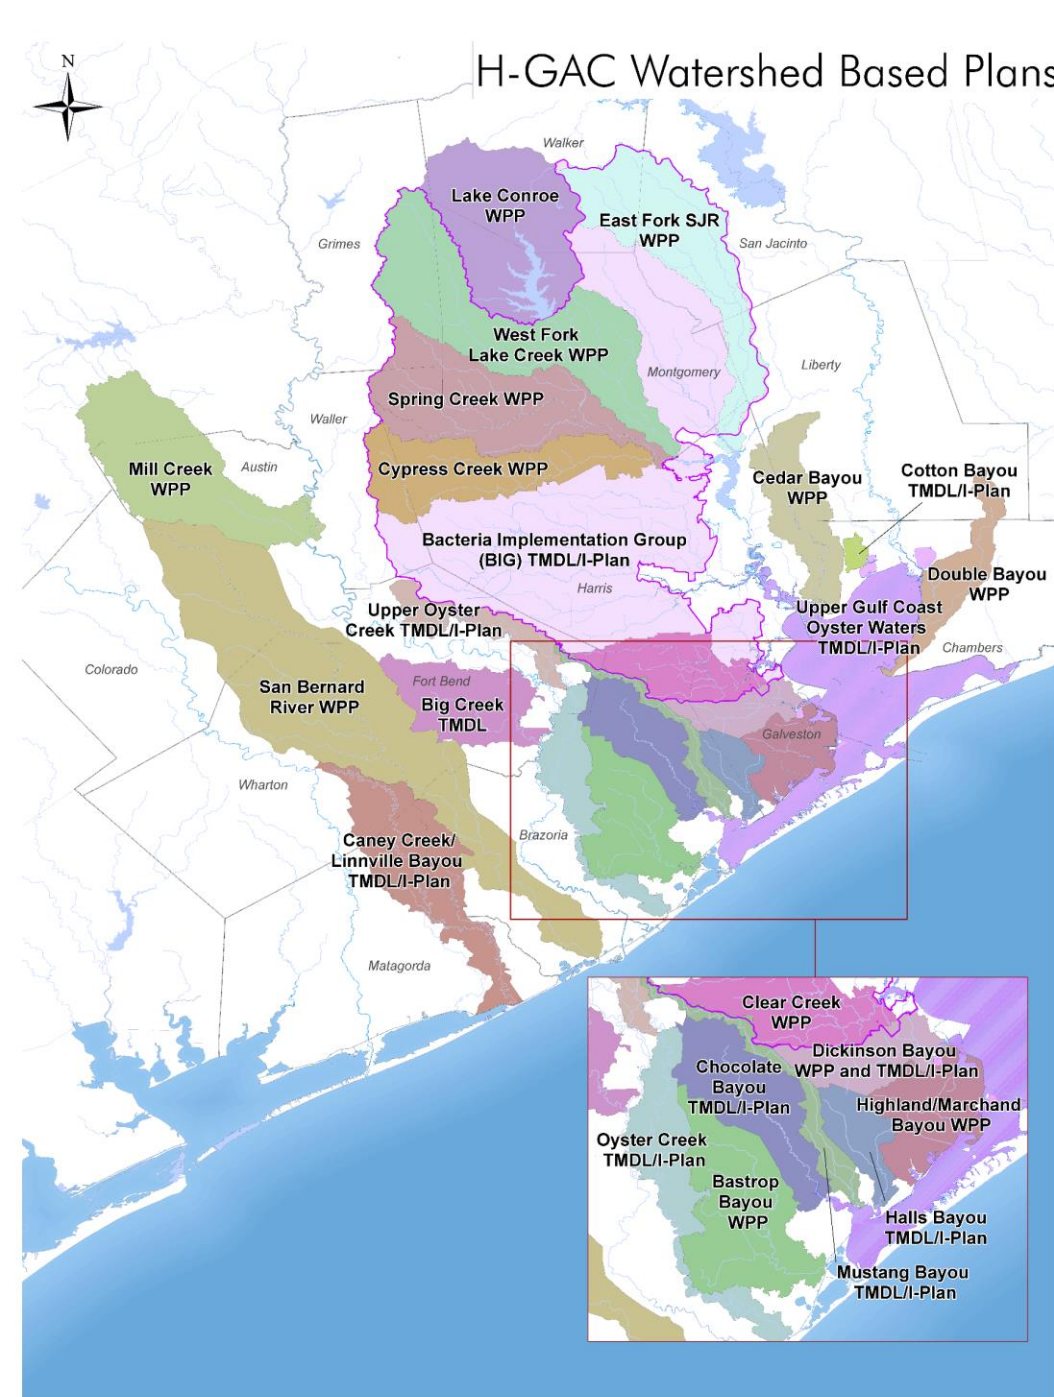 N
H-GAC Watershed Based Plans
Walker
Lake Conroe
WPP
East Fork SJR
WPP
Grimes
San Jacinto
West Fork
Lake Creek WPP
Montgomery
Liberty
Spring Creek WPP
Waller
Mill Creek
WPP
Austin
Cypress Creek WPP
Cedar Bayou
WPP
Cotton Bayou
TMDL/I-Plan
Bacteria Implementation Group
(BIG) TMDL/I-Plan
Harris
Double Bayou
WPP
Upper Oyster
Creek TMDL/I-Plan
Upper Gulf Coast
Oyster Waters
TMDL/I-Plan
Chambers
Colorado
San Bernard
River WPP
Fort Bend
Big Creek
TMDL
Galveston
Wharton
Brazoria
Caney Creek/
Linnville Bayou
TMDL/I-Plan
Matagorda
Clear Creek
WPP
Dickinson Bayou
WPP and TMDL/I-Plan
Chocolate
Bayou
TMDL/I-Plan
Highland/Marchand
Bayou WPP
Oyster Creek
TMDL/I-Plan
Bastrop
Bayou
WPP
Halls Bayou
TMDL/I-Plan
Mustang Bayou
TMDL/I-Plan